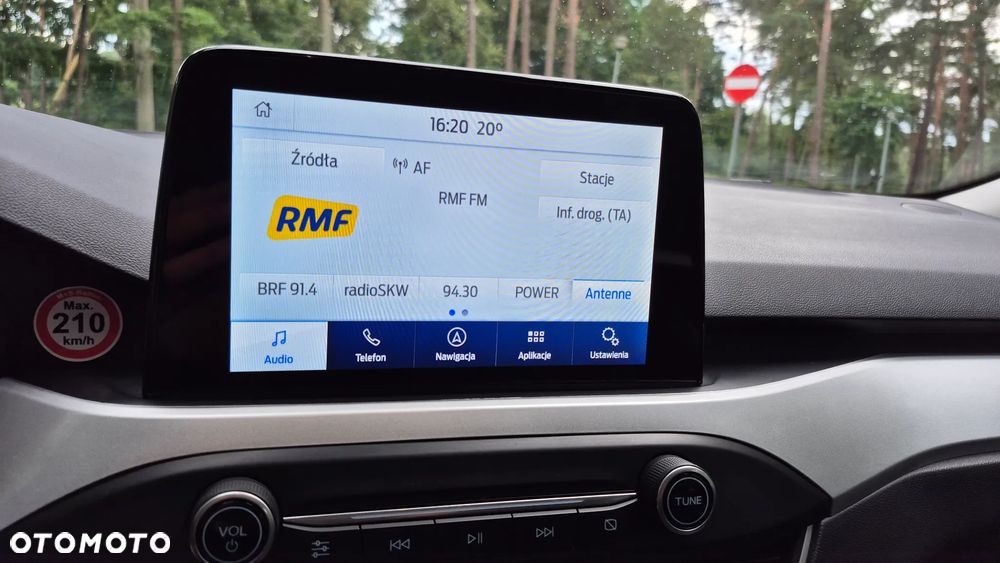 16:20 20°
Źródła
AF
Stacje
RMF FM
Inf. drog. (TA)
RMF
BRF 91.4
radioSKW
94.30
POWER
Antenne
Audio
Telefon
Nawigacja
Aplikacje
Ustawienia
Max.
210
km/h
VOL
TUNE
OTOMOTO